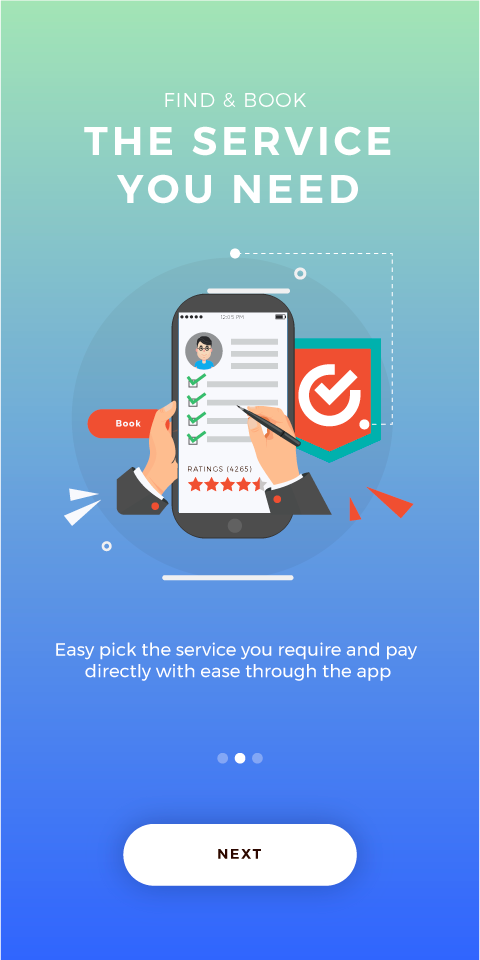 FIND & BOOK
THE SERVICE
YOU NEED
12:05 PM
Book
RATINGS (4265)
Easy pick the service you require and pay
directly with ease through the app
NEXT